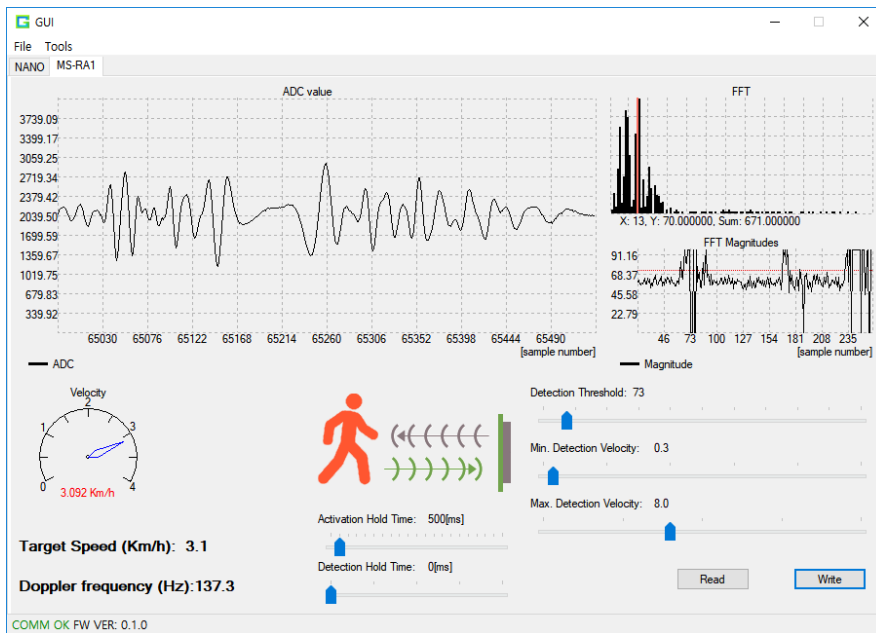 GUI
File Tools
NANO MS-RA1
ADC value
3739.09
3399.17
3059.25
2719.34
2379.42
2039.50
1699.59
1359.67
1019.75
679.83
339.92
65030 65076 65122 65168 65214 65260 65306 65352 65398 65444 65490
[sample number]
ADC
FFT
X: 13, Y: 70.000000, Sum: 671.000000
FFT Magnitudes
91.16
68.37
45.58
22.79
46 73 100 127 154 181 208 235
[sample number]
Magnitude
Velocity
0 1 2 3 4
3.092 Km/h
Target Speed (Km/h): 3.1
Doppler frequency (Hz):137.3
Activation Hold Time: 500[ms]
Detection Hold Time: 0[ms]
Detection Threshold: 73
Min. Detection Velocity: 0.3
Max. Detection Velocity: 8.0
Read Write
COMM OK FW VER: 0.1.0